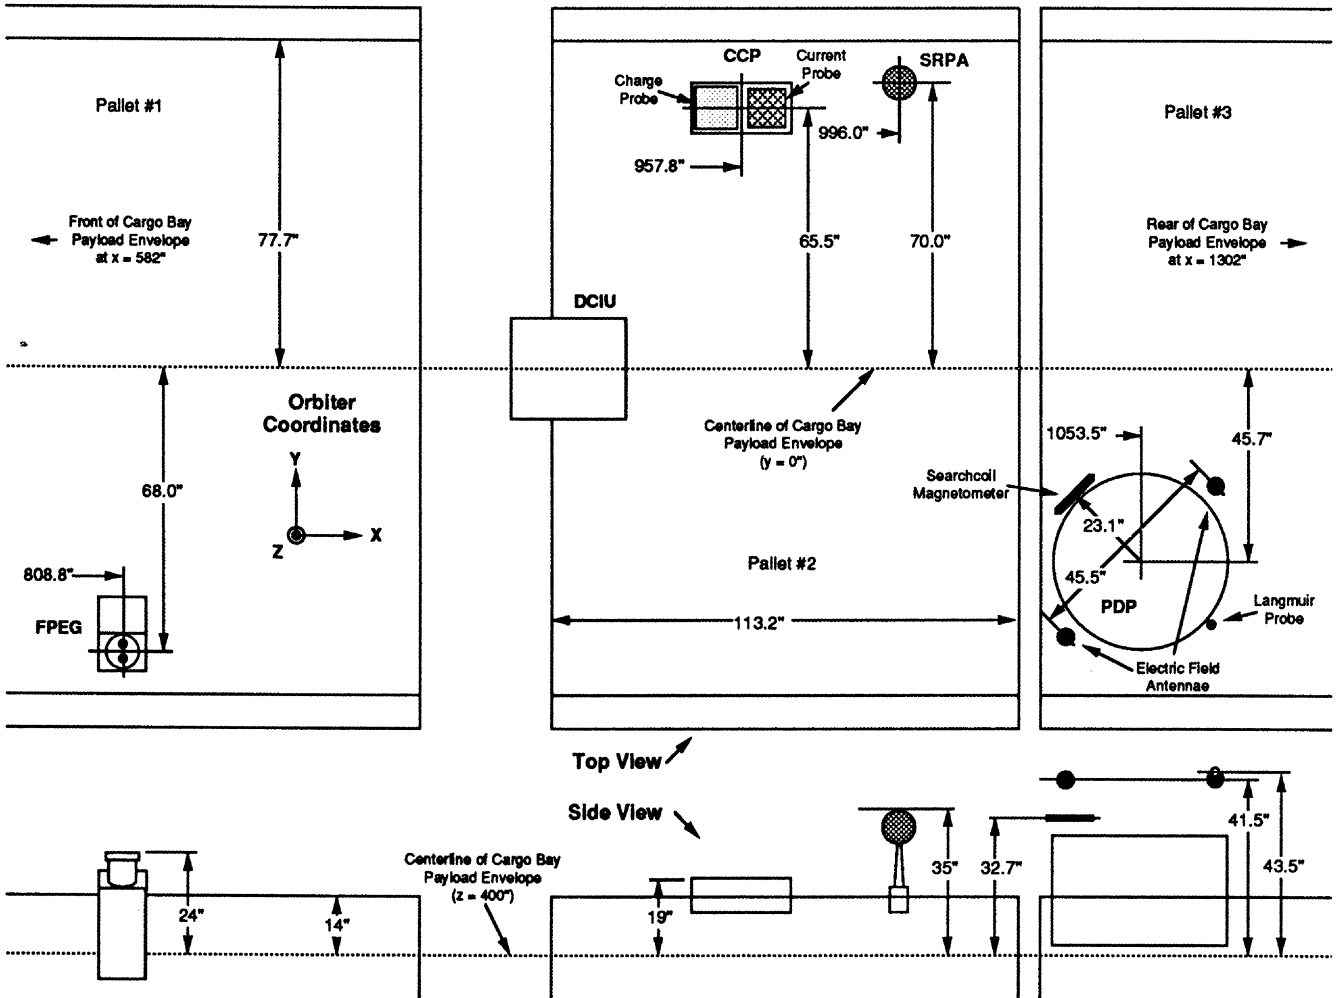 CCP
Current
Probe
SRPA
Charge
Probe
Pallet #1
Pallet #3
996.0"
957.8"
Front of Cargo Bay
Payload Envelope
at x = 582"
77.7"
65.5"
70.0"
Rear of Cargo Bay
Payload Envelope
at x = 1302"
DCIU
Orbiter
Coordinates
Y
X
Z
68.0"
Centerline of Cargo Bay
Payload Envelope
(y = 0")
1053.5"
45.7"
Searchcoil
Magnetometer
23.1"
45.5"
Pallet #2
808.8"
FPEG
PDP
Langmuir
Probe
113.2"
Electric Field
Antennae
Top View
Side View
Centerline of Cargo Bay
Payload Envelope
(z = 400")
24"
14"
19"
35"
32.7"
41.5"
43.5"